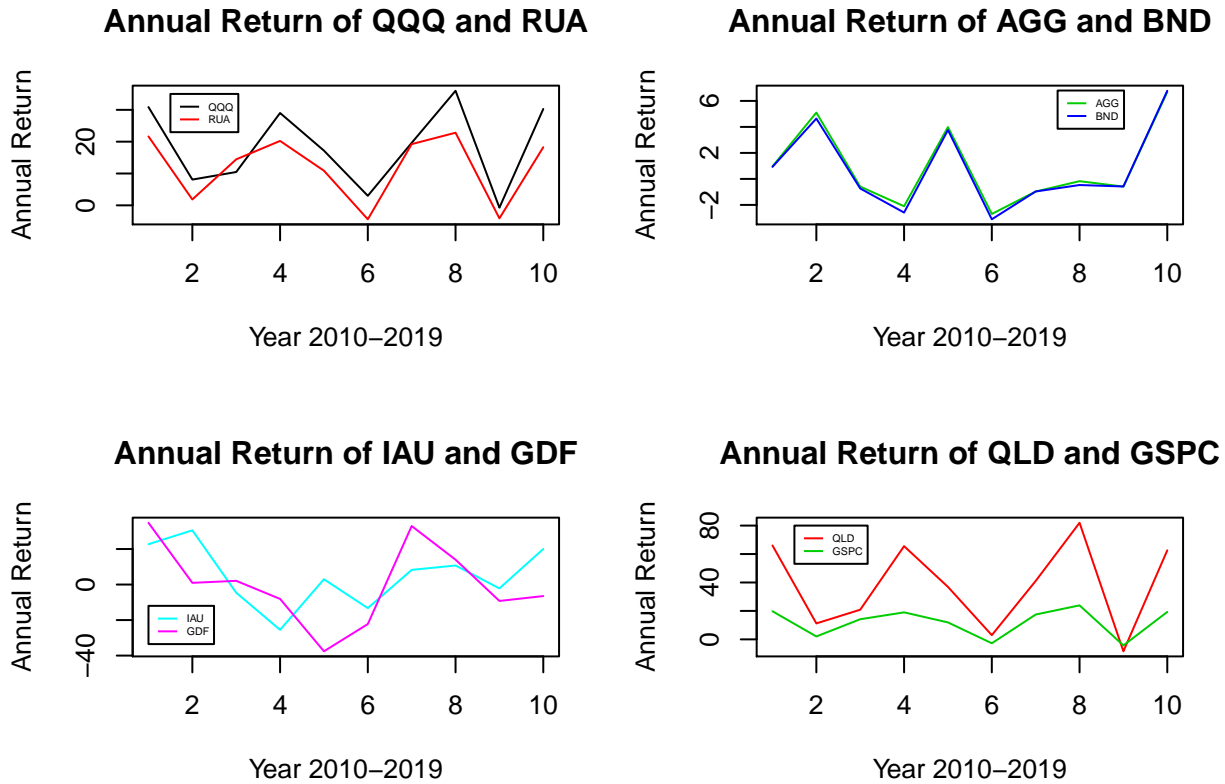 Annual Return of QQQ and RUA
Annual Return
20
0
QQQ
RUA
2 4 6 8 10
Year 2010−2019
Annual Return of AGG and BND
Annual Return
6
2
−2
AGG
BND
2 4 6 8 10
Year 2010−2019
Annual Return of IAU and GDF
Annual Return
0
−40
IAU
GDF
2 4 6 8 10
Year 2010−2019
Annual Return of QLD and GSPC
Annual Return
80
40
0
QLD
GSPC
2 4 6 8 10
Year 2010−2019